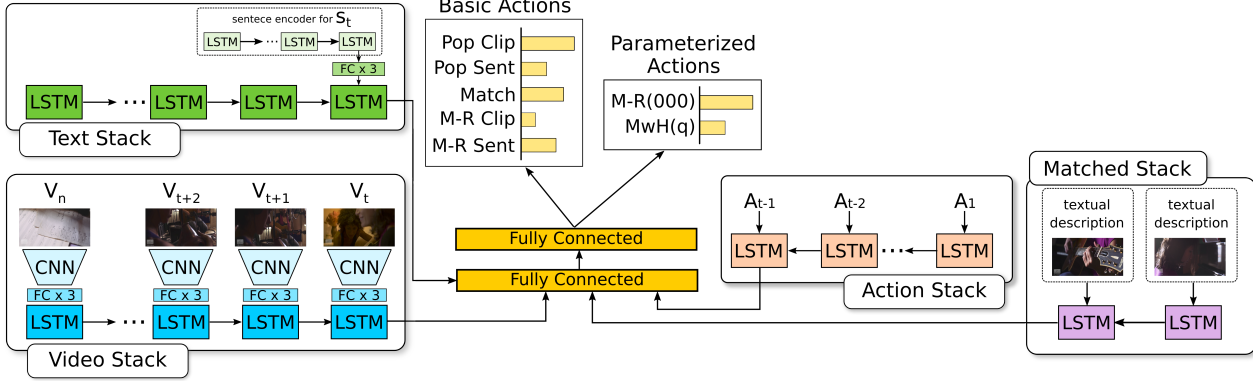 sentece encoder for St
LSTM ... LSTM LSTM
FC x 3
LSTM ... LSTM LSTM LSTM
Text Stack
Vn Vt+2 Vt+1 Vt
CNN CNN CNN CNN
FC x 3 FC x 3 FC x 3 FC x 3
LSTM ... LSTM LSTM LSTM
Video Stack
Basic Actions
Pop Clip
Pop Sent
Match
M-R Clip
M-R Sent
Parameterized
Actions
M-R(000)
MwH(q)
Fully Connected
Fully Connected
At-1 At-2 A1
LSTM LSTM ... LSTM
Action Stack
Matched Stack
textual
description
textual
description
LSTM LSTM